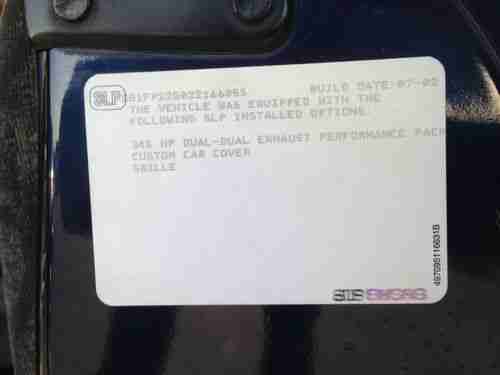 SLP
BUILD DATE:07-02
THE VEHICLE WAS EQUIPPED WITH THE
FOLLOWING SLP INSTALLED OPTIONS.
345 HP DUAL-DUAL EXHAUST PERFORMANCE PACK
CUSTOM CAR COVER
GRILLE